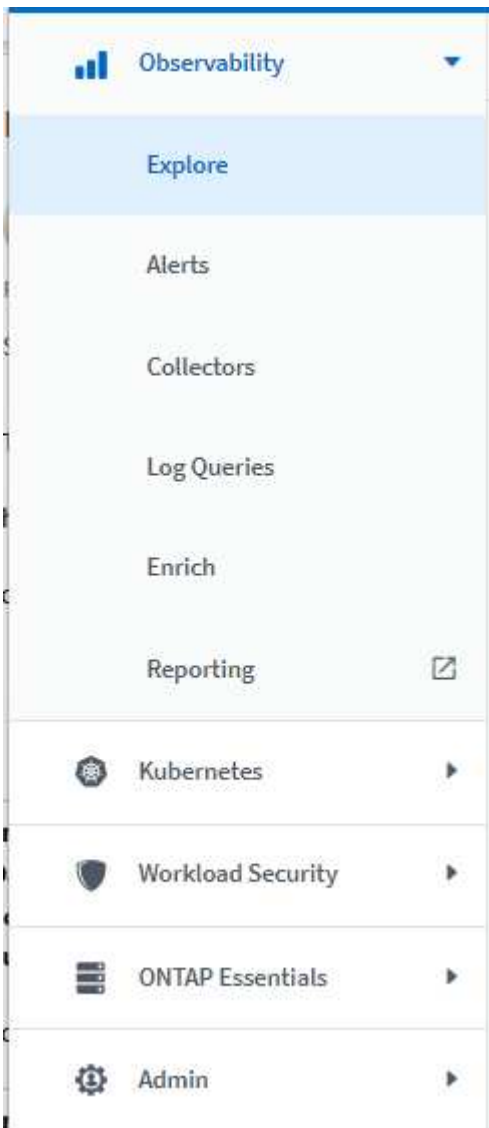 Observability
Explore
Alerts
Collectors
Log Queries
Enrich
Reporting
Kubernetes
Workload Security
ONTAP Essentials
Admin